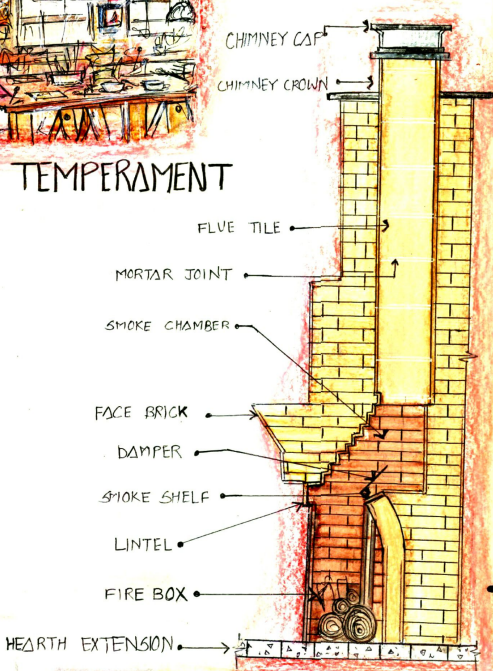 CHIMNEY CAP
CHIMNEY CROWN
TEMPERAMENT
FLUE TILE
MORTAR JOINT
SMOKE CHAMBER
FACE BRICK
DAMPER
SMOKE SHELF
LINTEL
FIRE BOX
HEARTH EXTENSION